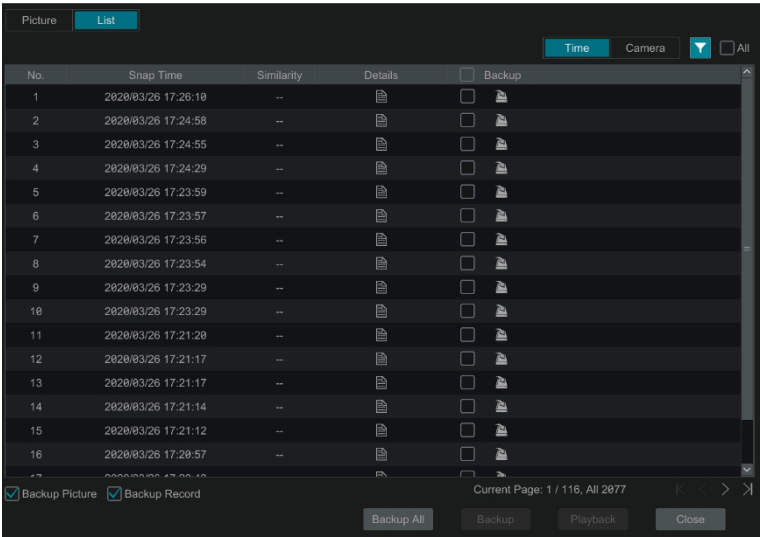 Picture List
Time Camera All
No. Snap Time Similarity Details Backup
1 2020/03/26 17:26:10 --
2 2020/03/26 17:24:58 --
3 2020/03/26 17:24:55 --
4 2020/03/26 17:24:29 --
5 2020/03/26 17:23:59 --
6 2020/03/26 17:23:57 --
7 2020/03/26 17:23:56 --
8 2020/03/26 17:23:54 --
9 2020/03/26 17:23:29 --
10 2020/03/26 17:23:29 --
11 2020/03/26 17:21:20 --
12 2020/03/26 17:21:17 --
13 2020/03/26 17:21:17 --
14 2020/03/26 17:21:14 --
15 2020/03/26 17:21:12 --
16 2020/03/26 17:20:57 --
Backup Picture Backup Record Current Page: 1 / 116, All 2077
Backup All Backup Playback Close